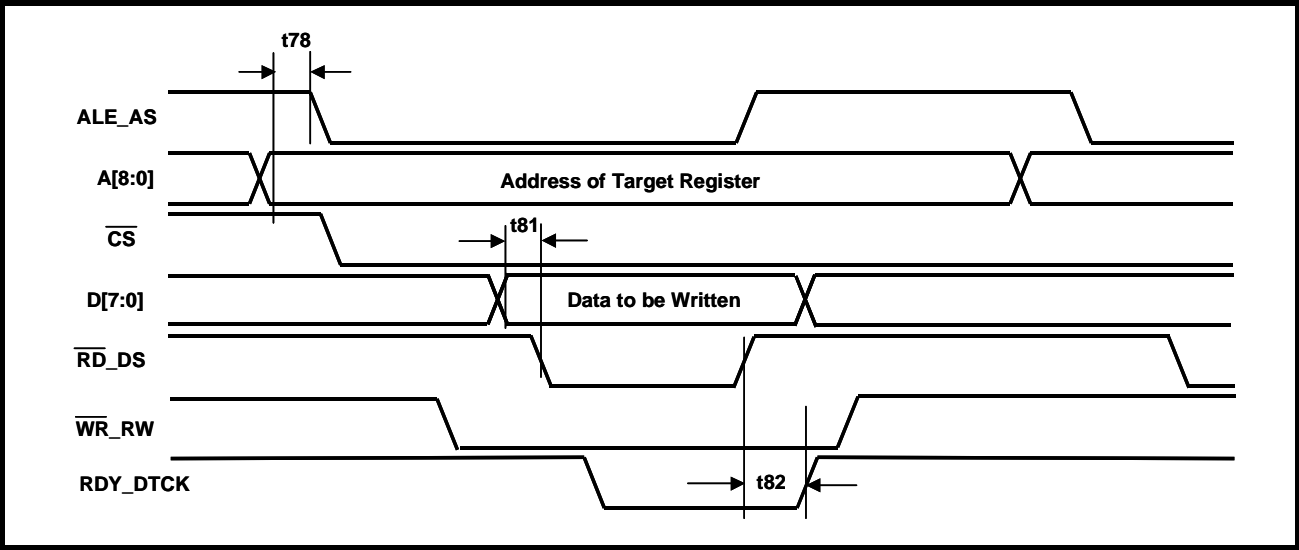 t78
ALE_AS
A[8:0]
Address of Target Register
CS
t81
D[7:0]
Data to be Written
RD_DS
WR_RW
RDY_DTCK
t82